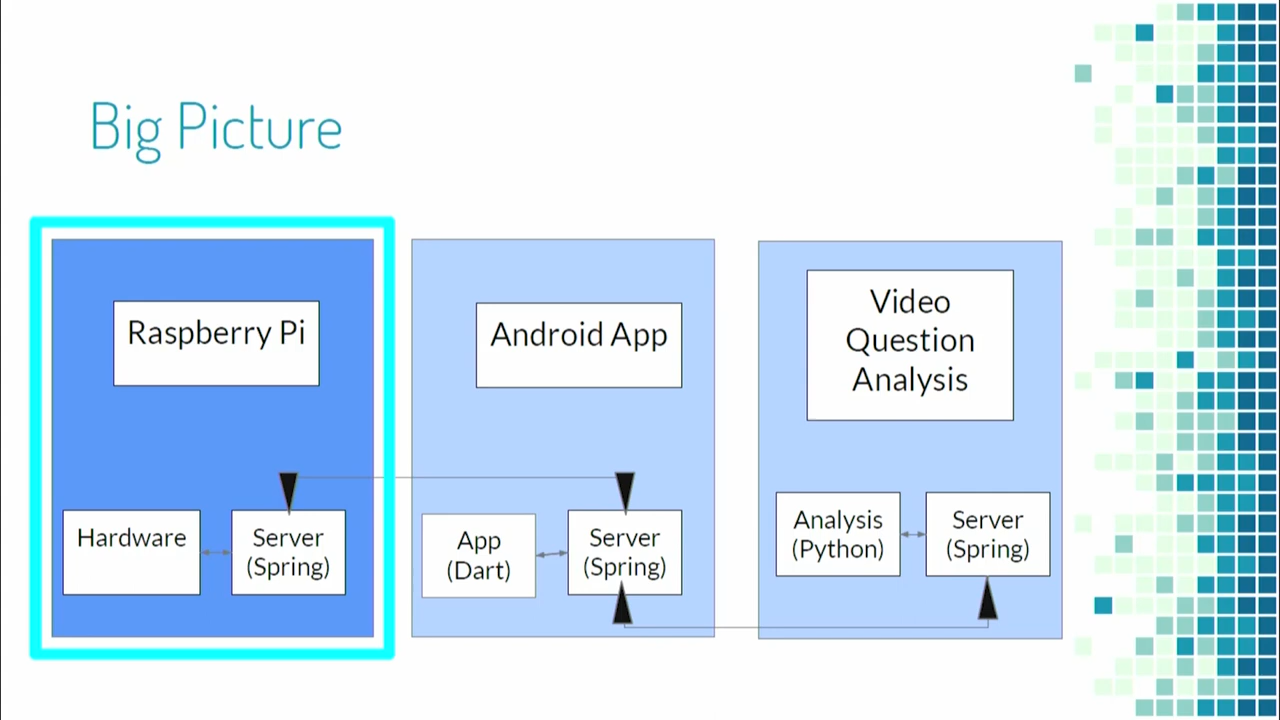 Big Picture
Raspberry Pi
Android App
Video
Question
Analysis
Hardware
Server
(Spring)
App
(Dart)
Server
(Spring)
Analysis
(Python)
Server
(Spring)